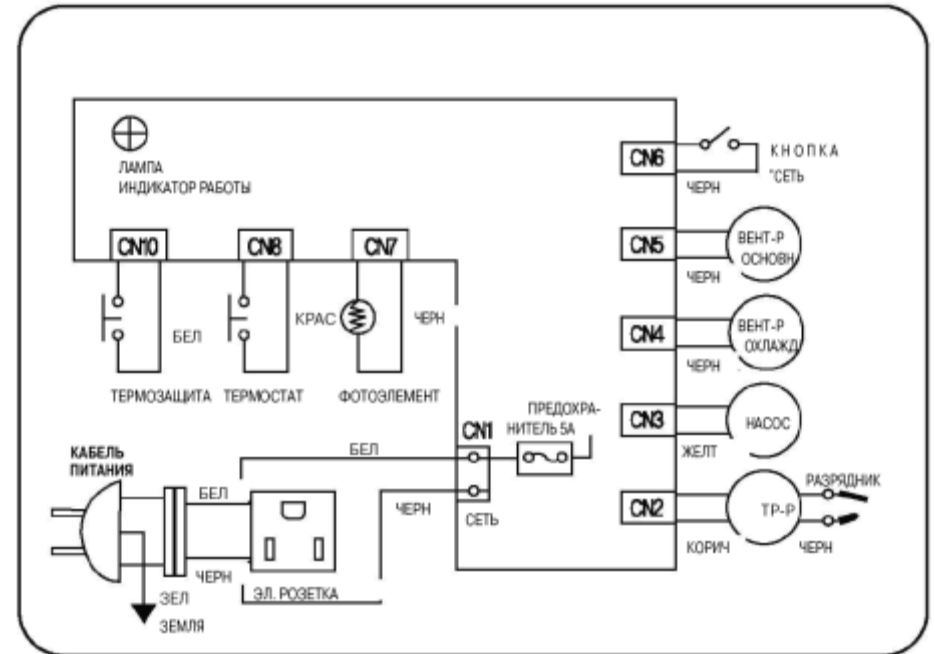 ЛАМПА
ИНДИКАТОР РАБОТЫ
CN6
КНОПКА
"СЕТЬ
ЧЕРН
CN10
CN8
CN7
CN5
ВЕНТ-Р
ОСНОВН
ЧЕРН
БЕЛ
КРАС
ЧЕРН
CN4
ВЕНТ-Р
ОХЛАЖД
ЧЕРН
ТЕРМОЗАЩИТА
ТЕРМОСТАТ
ФОТОЭЛЕМЕНТ
ПРЕДОХРА-
НИТЕЛЬ 5А
CN3
НАСОС
ЖЕЛТ
CN1
КАБЕЛЬ
ПИТАНИЯ
БЕЛ
БЕЛ
ЧЕРН
СЕТЬ
CN2
ТР-Р
РАЗРЯДНИК
КОРИЧ
ЧЕРН
ЧЕРН
ЭЛ. РОЗЕТКА
ЗЕЛ
ЗЕМЛЯ